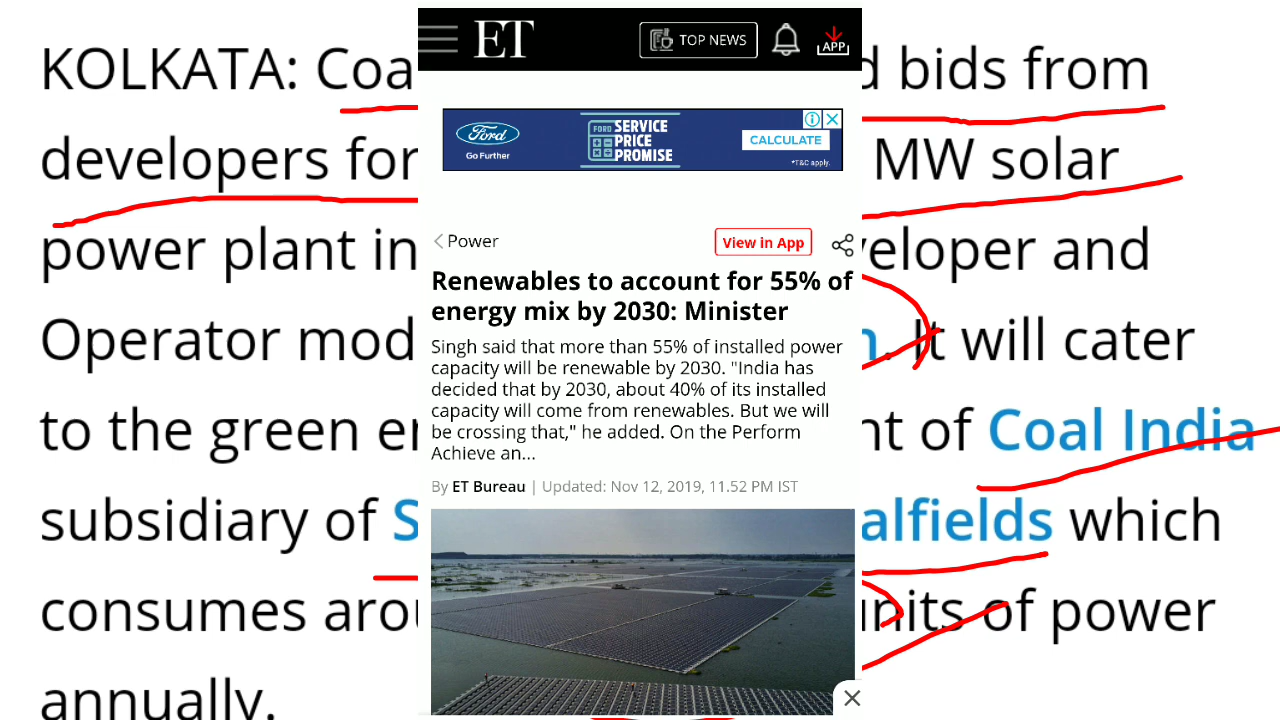 KOLKATA: Coa
d bids from
developers for
MW solar
power plant in
veloper and
Operator mod
n. It will cater
to the green er
nt of Coal India
subsidiary of S
alfields which
consumes arou
units of power
annually.
ET
TOP NEWS
APP
Ford
Go Further
FORD
SERVICE
PRICE
PROMISE
CALCULATE
*T&C apply.
Power
View in App
Renewables to account for 55% of
energy mix by 2030: Minister
Singh said that more than 55% of installed power
capacity will be renewable by 2030. "India has
decided that by 2030, about 40% of its installed
capacity will come from renewables. But we will
be crossing that," he added. On the Perform
Achieve an...
By ET Bureau | Updated: Nov 12, 2019, 11.52 PM IST